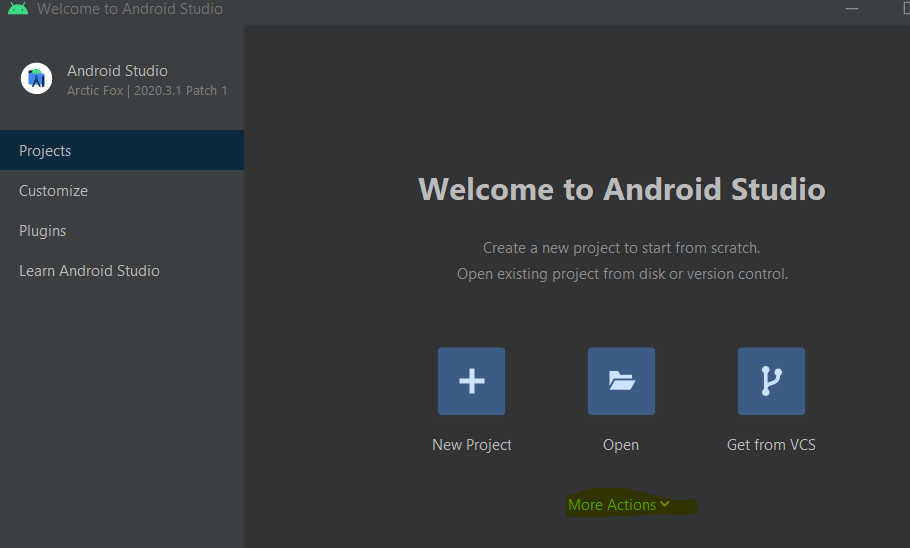 Welcome to Android Studio
Android Studio
Arctic Fox | 2020.3.1 Patch 1
Projects
Customize
Plugins
Learn Android Studio
Welcome to Android Studio
Create a new project to start from scratch.
Open existing project from disk or version control.
New Project
Open
Get from VCS
More Actions